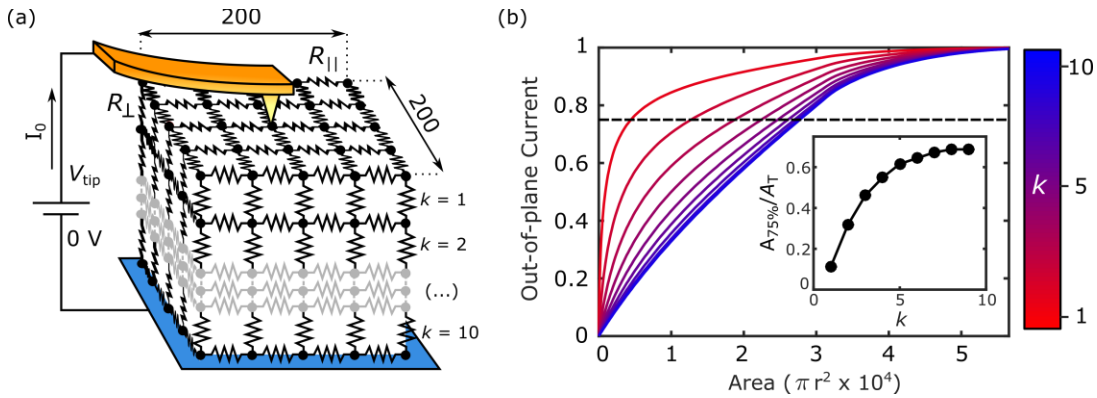 (a)
200
R||
R⊥
200
I₀
Vtip
0 V
k = 1
k = 2
(...)
k = 10
(b)
Out-of-plane Current
1
0.8
0.6
0.4
0.2
0
0 1 2 3 4 5
Area (π r² x 10⁴)
A75%/AT
0.6
0.4
0.2
0
0 5 10
k
10
k
5
1